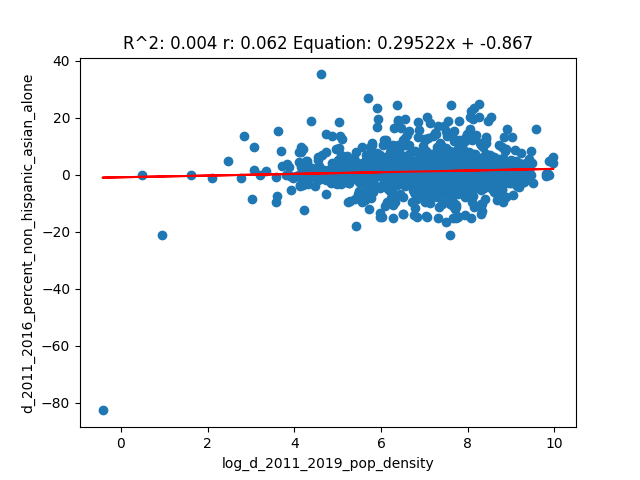 R^2: 0.004 r: 0.062 Equation: 0.29522x + -0.867
d_2011_2016_percent_non_hispanic_asian_alone
40
20
0
−20
−40
−60
−80
0 2 4 6 8 10
log_d_2011_2019_pop_density